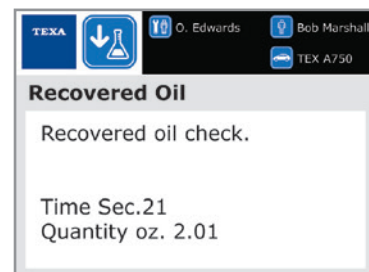 TEXA
O. Edwards
Bob Marshall
TEX A750
Recovered Oil
Recovered oil check.
Time Sec.21
Quantity oz. 2.01